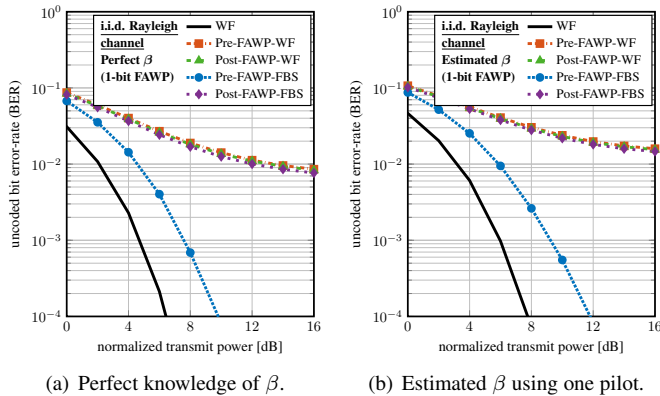 i.i.d. Rayleigh
channel
Perfect β
(1-bit FAWP)
WF
Pre-FAWP-WF
Post-FAWP-WF
Pre-FAWP-FBS
Post-FAWP-FBS
uncoded bit error-rate (BER)
10^0
10^−1
10^−2
10^−3
10^−4
0 4 8 12 16
normalized transmit power [dB]
(a) Perfect knowledge of β.
i.i.d. Rayleigh
channel
Estimated β
(1-bit FAWP)
WF
Pre-FAWP-WF
Post-FAWP-WF
Pre-FAWP-FBS
Post-FAWP-FBS
uncoded bit error-rate (BER)
10^0
10^−1
10^−2
10^−3
10^−4
0 4 8 12 16
normalized transmit power [dB]
(b) Estimated β using one pilot.